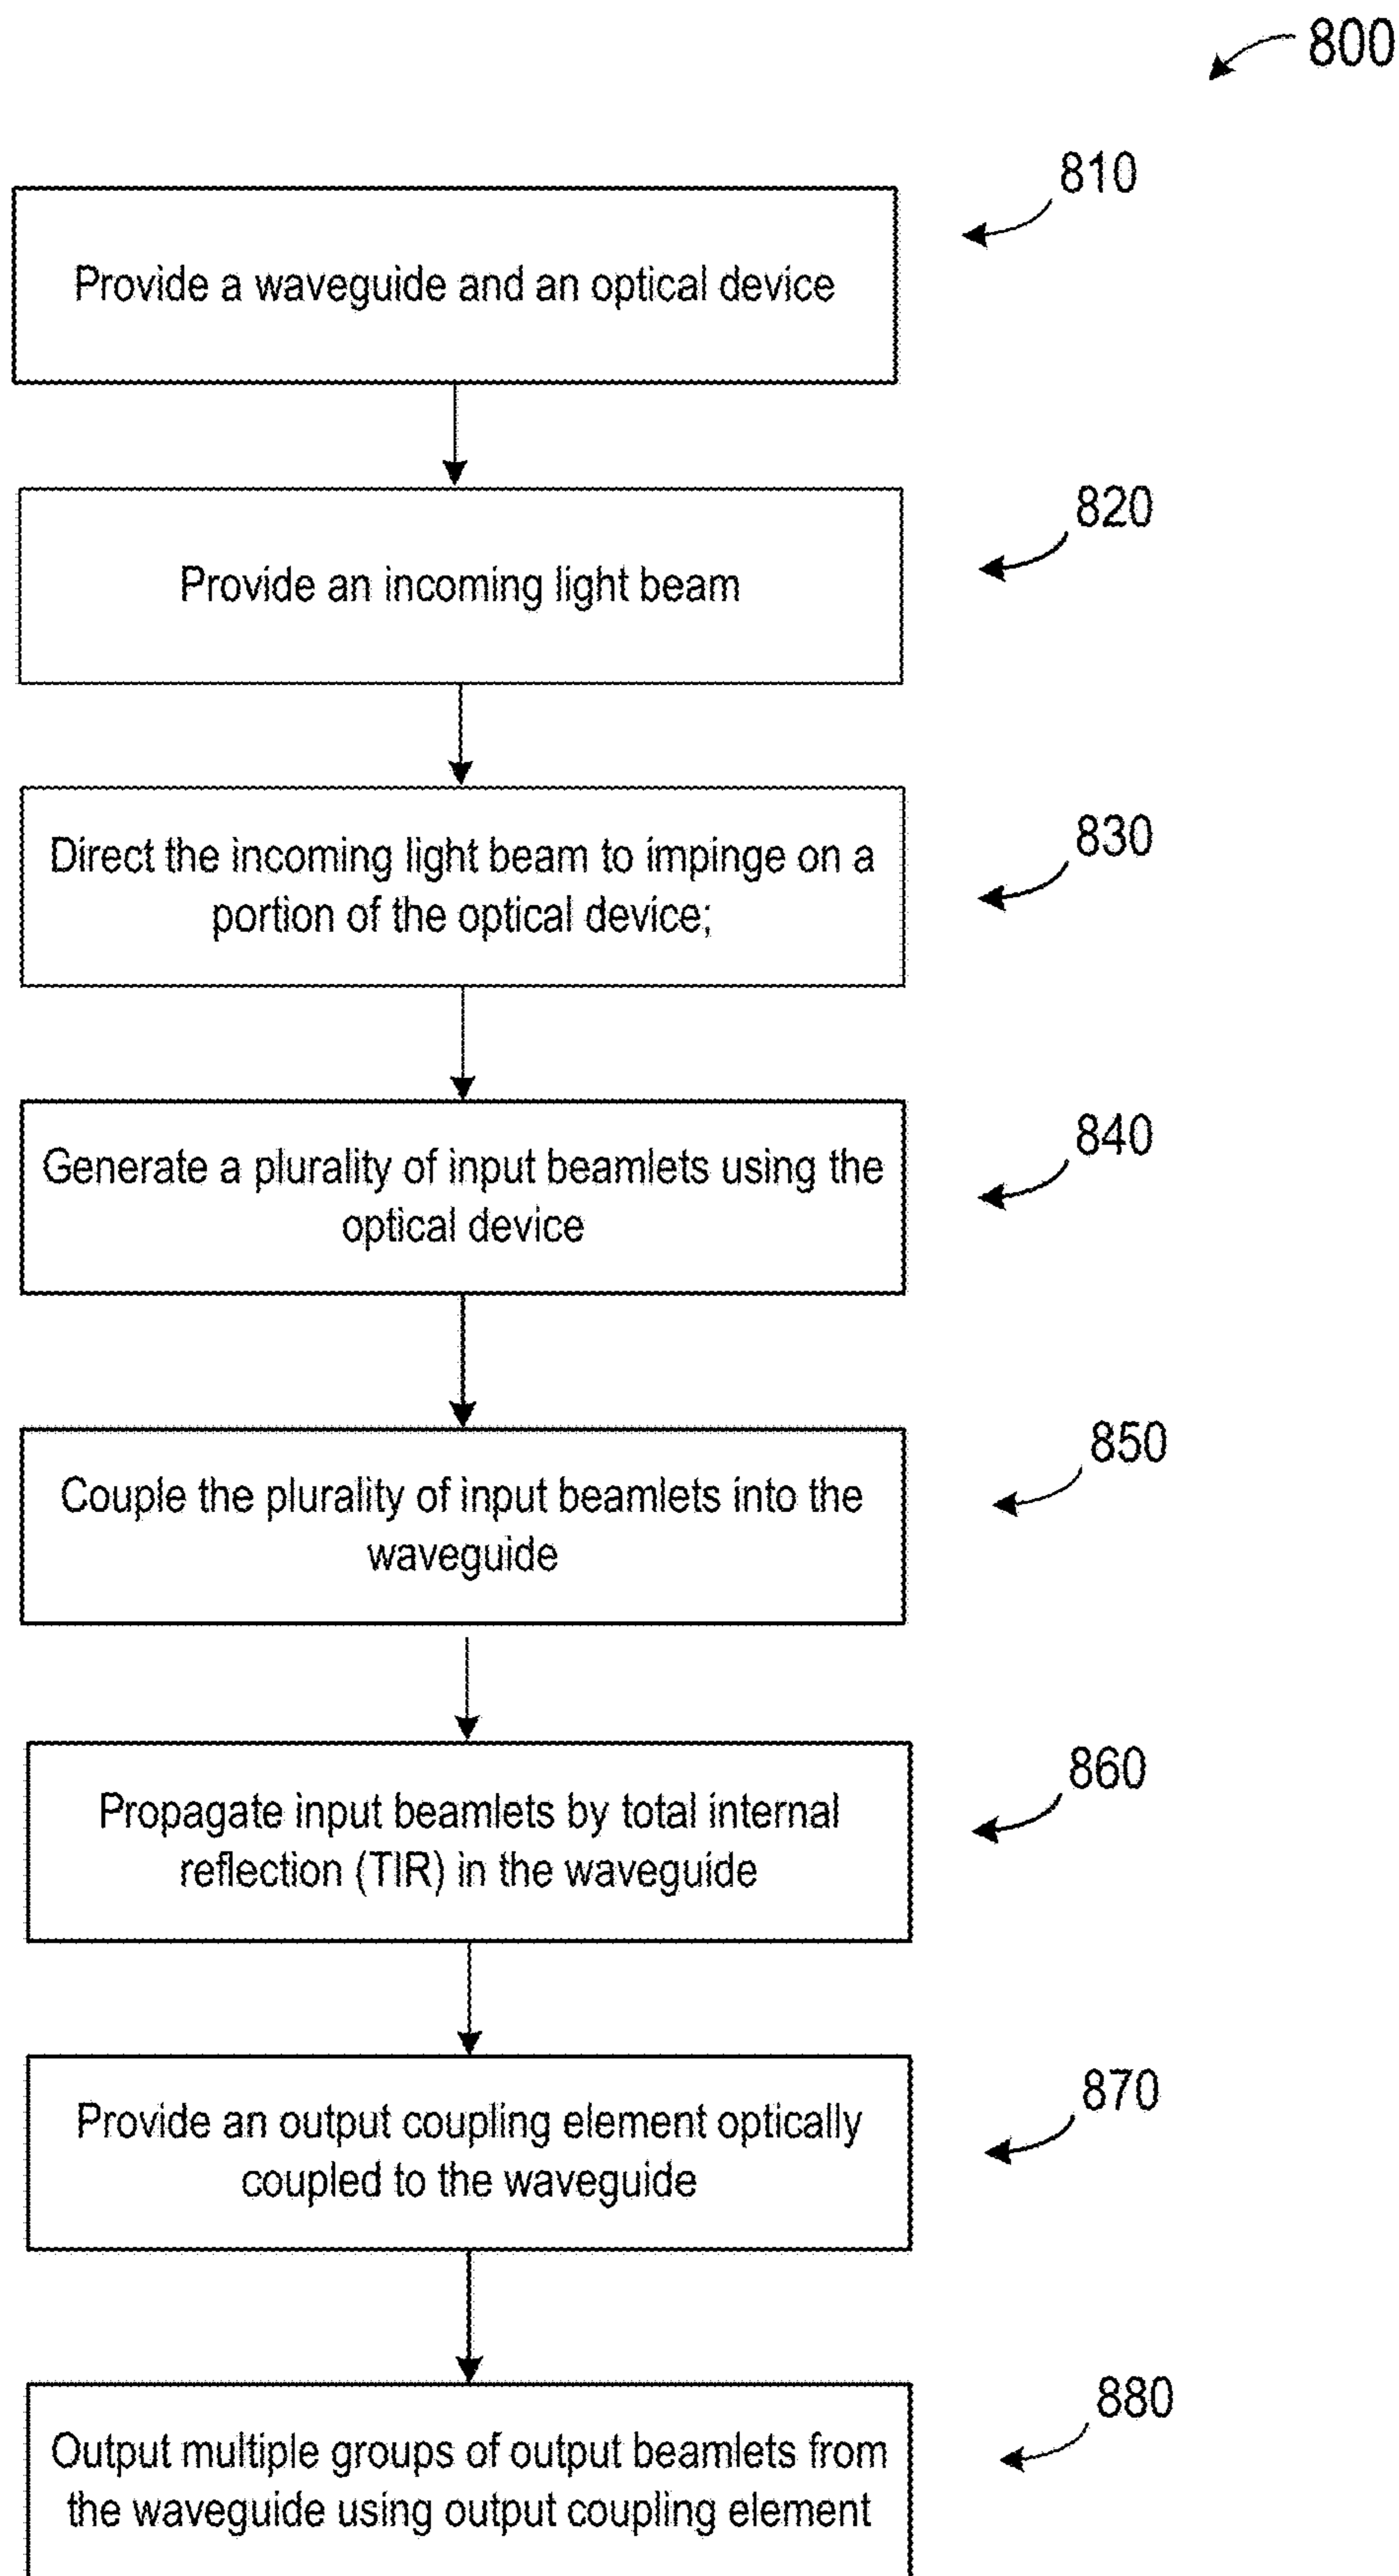 800
810
Provide a waveguide and an optical device
820
Provide an incoming light beam
830
Direct the incoming light beam to impinge on a
portion of the optical device;
840
Generate a plurality of input beamlets using the
optical device
850
Couple the plurality of input beamlets into the
waveguide
860
Propagate input beamlets by total internal
reflection (TIR) in the waveguide
870
Provide an output coupling element optically
coupled to the waveguide
880
Output multiple groups of output beamlets from
the waveguide using output coupling element